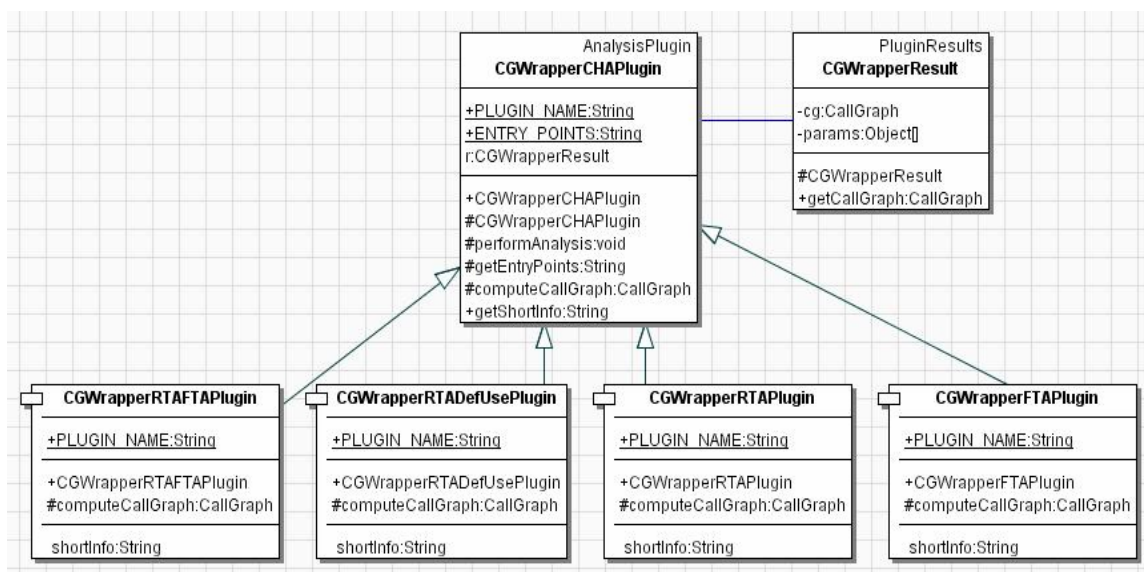 AnalysisPlugin
CGWrapperCHAPlugin
+PLUGIN_NAME:String
+ENTRY_POINTS:String
r:CGWrapperResult
+CGWrapperCHAPlugin
#CGWrapperCHAPlugin
#performAnalysis:void
#getEntryPoints:String
#computeCallGraph:CallGraph
+getShortInfo:String
PluginResults
CGWrapperResult
-cg:CallGraph
-params:Object[]
#CGWrapperResult
+getCallGraph:CallGraph
CGWrapperRTAFTAPlugin
+PLUGIN_NAME:String
+CGWrapperRTAFTAPlugin
#computeCallGraph:CallGraph
shortInfo:String
CGWrapperRTADefUsePlugin
+PLUGIN_NAME:String
+CGWrapperRTADefUsePlugin
#computeCallGraph:CallGraph
shortInfo:String
CGWrapperRTAPlugin
+PLUGIN_NAME:String
+CGWrapperRTAPlugin
#computeCallGraph:CallGraph
shortInfo:String
CGWrapperFTAPlugin
+PLUGIN_NAME:String
+CGWrapperFTAPlugin
#computeCallGraph:CallGraph
shortInfo:String